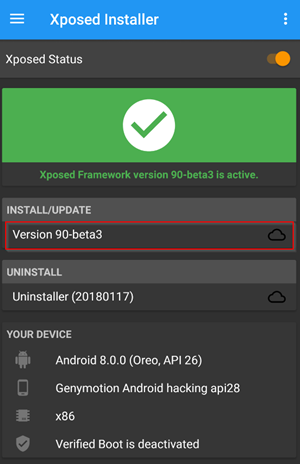 Xposed Installer
Xposed Status
Xposed Framework version 90-beta3 is active.
INSTALL/UPDATE
Version 90-beta3
UNINSTALL
Uninstaller (20180117)
YOUR DEVICE
Android 8.0.0 (Oreo, API 26)
Genymotion Android hacking api28
x86
Verified Boot is deactivated